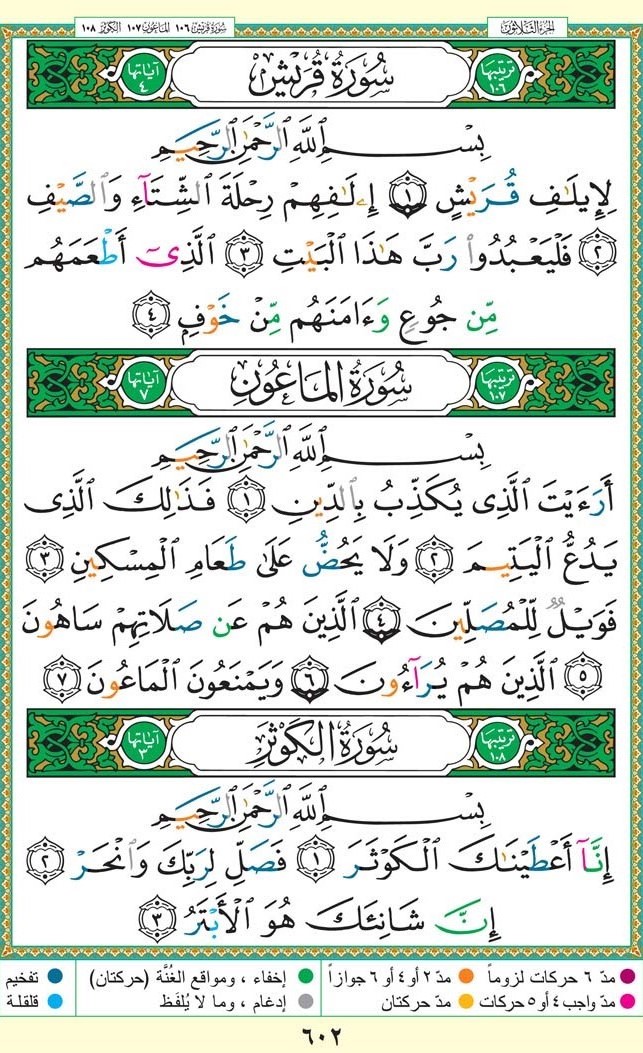 الجزء الثلاثون
سورة قريش ١٠٦ الماعون ١٠٧ الكوثر ١٠٨
ترتيبها ١٠٦ سُورَةُ قُرَيْشٍ آياتها ٤
بِسْمِ ٱللَّهِ ٱلرَّحْمَٰنِ ٱلرَّحِيمِ
لِإِيلَٰفِ قُرَيْشٍ ١ إِۦلَٰفِهِمْ رِحْلَةَ ٱلشِّتَآءِ وَٱلصَّيْفِ
٢ فَلْيَعْبُدُوا۟ رَبَّ هَٰذَا ٱلْبَيْتِ ٣ ٱلَّذِىٓ أَطْعَمَهُم
مِّن جُوعٍ وَءَامَنَهُم مِّنْ خَوْفٍۭ ٤
ترتيبها ١٠٧ سُورَةُ المَاعُونِ آياتها ٧
بِسْمِ ٱللَّهِ ٱلرَّحْمَٰنِ ٱلرَّحِيمِ
أَرَءَيْتَ ٱلَّذِى يُكَذِّبُ بِٱلدِّينِ ١ فَذَٰلِكَ ٱلَّذِى
يَدُعُّ ٱلْيَتِيمَ ٢ وَلَا يَحُضُّ عَلَىٰ طَعَامِ ٱلْمِسْكِينِ ٣
فَوَيْلٌ لِّلْمُصَلِّينَ ٤ ٱلَّذِينَ هُمْ عَن صَلَاتِهِمْ سَاهُونَ
٥ ٱلَّذِينَ هُمْ يُرَآءُونَ ٦ وَيَمْنَعُونَ ٱلْمَاعُونَ ٧
ترتيبها ١٠٨ سُورَةُ الكَوْثَرِ آياتها ٣
بِسْمِ ٱللَّهِ ٱلرَّحْمَٰنِ ٱلرَّحِيمِ
إِنَّآ أَعْطَيْنَٰكَ ٱلْكَوْثَرَ ١ فَصَلِّ لِرَبِّكَ وَٱنْحَرْ ٢
إِنَّ شَانِئَكَ هُوَ ٱلْأَبْتَرُ ٣
مدّ ٦ حركات لزوماً مدّ ٢ أو ٤ أو ٦ جوازاً إخفاء ، ومواقع الغُنَّة (حركتان) تفخيم
مدّ واجب ٤ أو ٥ حركات مدّ حركتان إدغام ، وما لا يُلفَظ قلقلة
٦٠٢